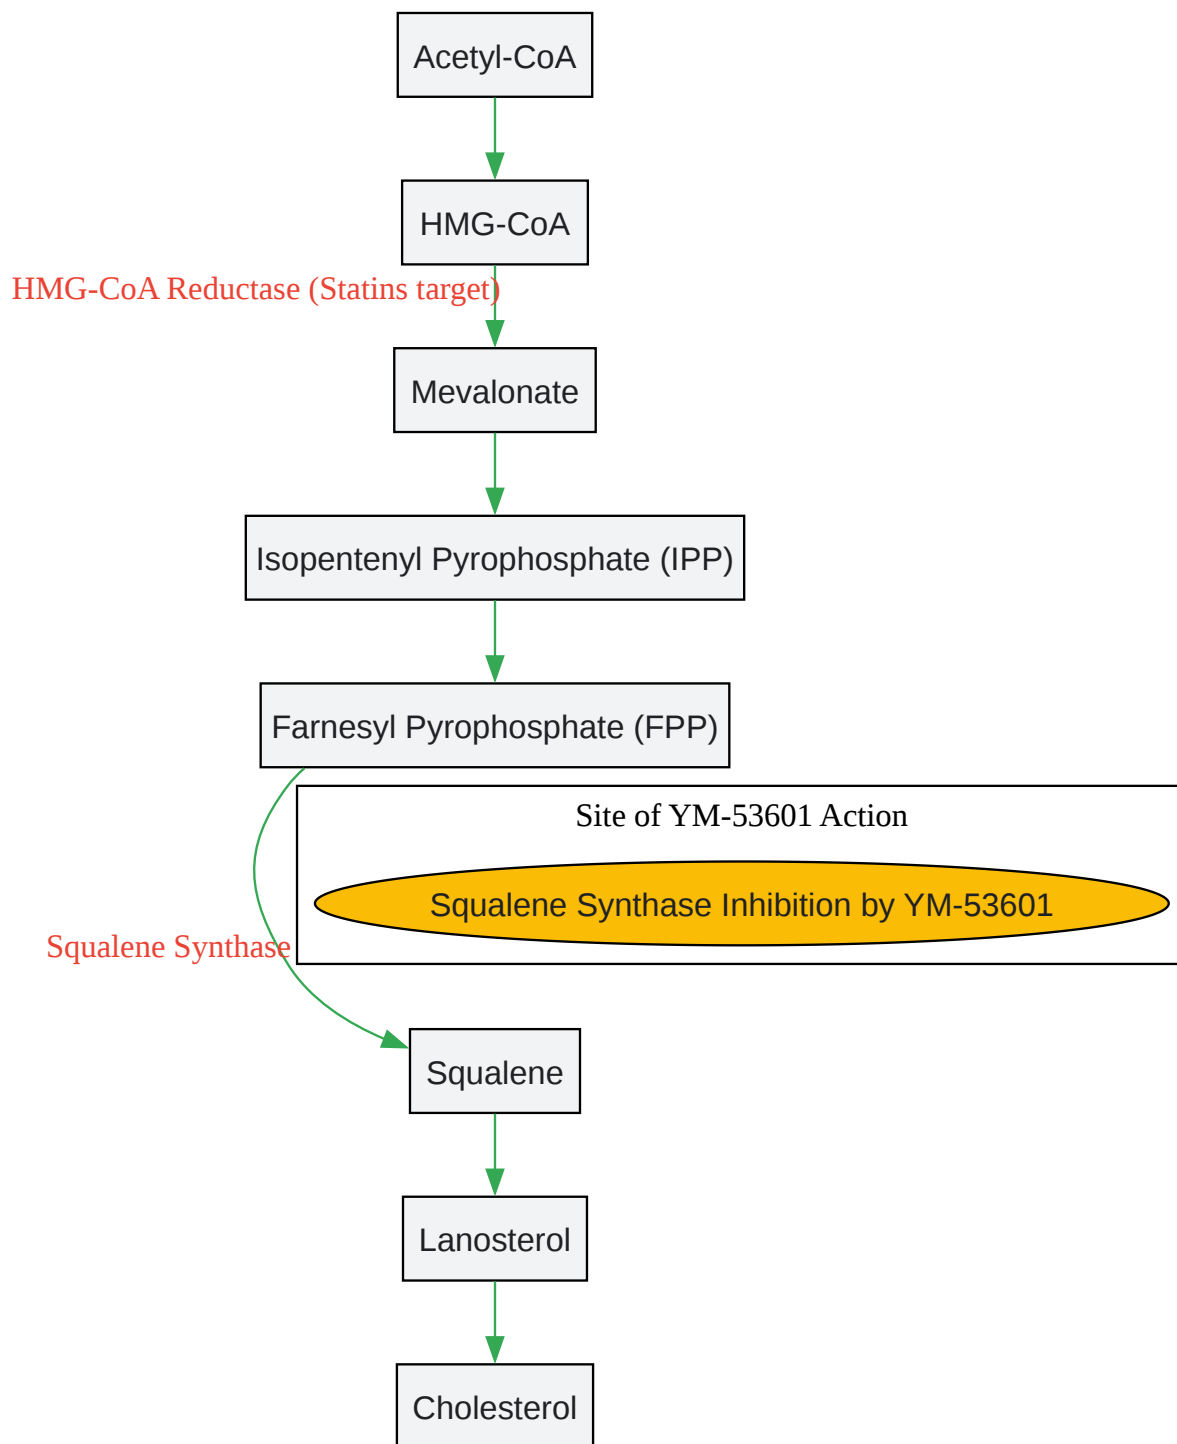 Acetyl-CoA
HMG-CoA
HMG-CoA Reductase (Statins target)
Mevalonate
Isopentenyl Pyrophosphate (IPP)
Farnesyl Pyrophosphate (FPP)
Site of YM-53601 Action
Squalene Synthase Inhibition by YM-53601
Squalene Synthase
Squalene
Lanosterol
Cholesterol